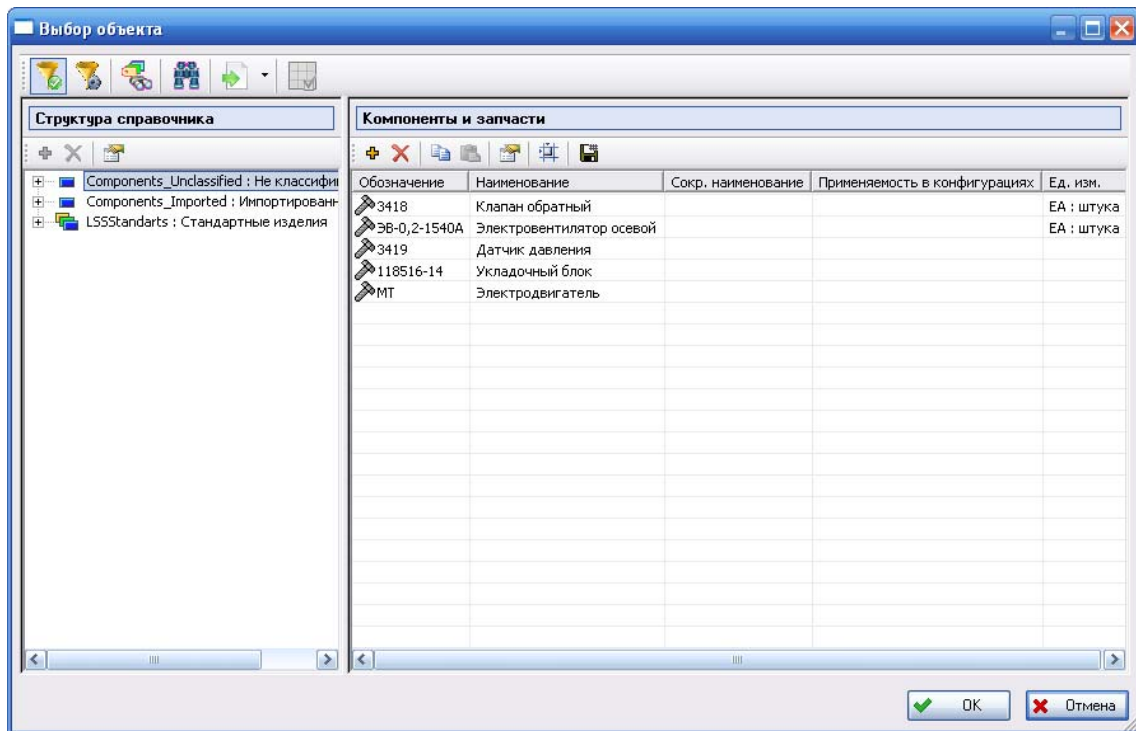 Выбор объекта
Структура справочника
Компоненты и запчасти
Components_Unclassified : Не классифи
Components_Imported : Импортирован
LSSStandarts : Стандартные изделия
Обозначение Наименование Сокр. наименование Применяемость в конфигурациях Ед. изм.
3418 Клапан обратный EA : штука
ЭВ-0,2-1540А Электровентилятор осевой EA : штука
3419 Датчик давления
118516-14 Укладочный блок
МТ Электродвигатель
OK Отмена